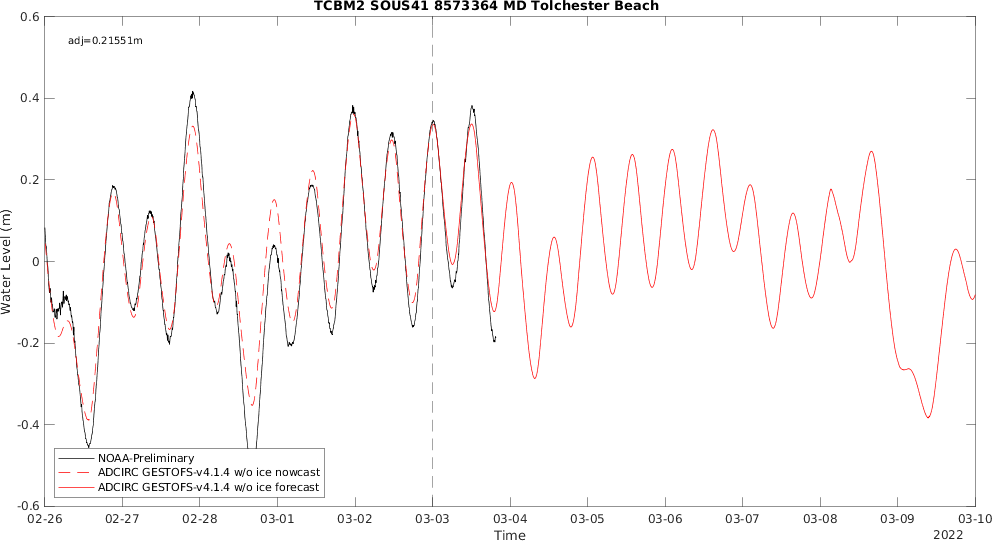 TCBM2 SOUS41 8573364 MD Tolchester Beach
0.6
adj=0.21551m
0.4
0.2
0
-0.2
-0.4
-0.6
Water Level (m)
NOAA-Preliminary
ADCIRC GESTOFS-v4.1.4 w/o ice nowcast
ADCIRC GESTOFS-v4.1.4 w/o ice forecast
02-26 02-27 02-28 03-01 03-02 03-03 03-04 03-05 03-06 03-07 03-08 03-09 03-10
Time
2022